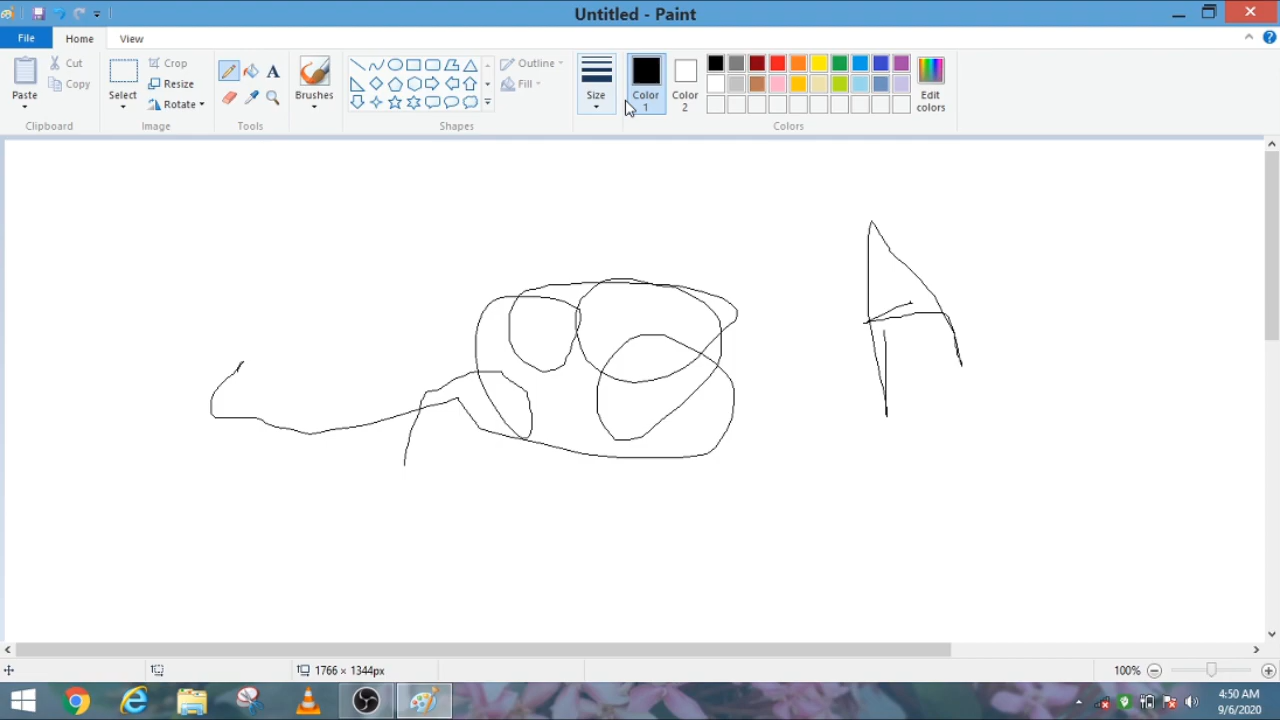 Untitled - Paint
File Home View
Paste
Cut
Copy
Clipboard
Select
Crop
Resize
Rotate
Image
A
Tools
Brushes
Shapes
Outline
Fill
Size
Color 1
Color 2
Edit colors
Colors
A
1766 × 1344px
100%
4:50 AM
9/6/2020